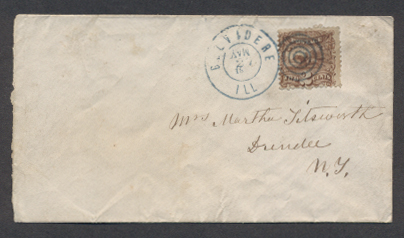 BELVIDERE
ILL
Mrs Martha Titsworth
Dundee
N.Y.